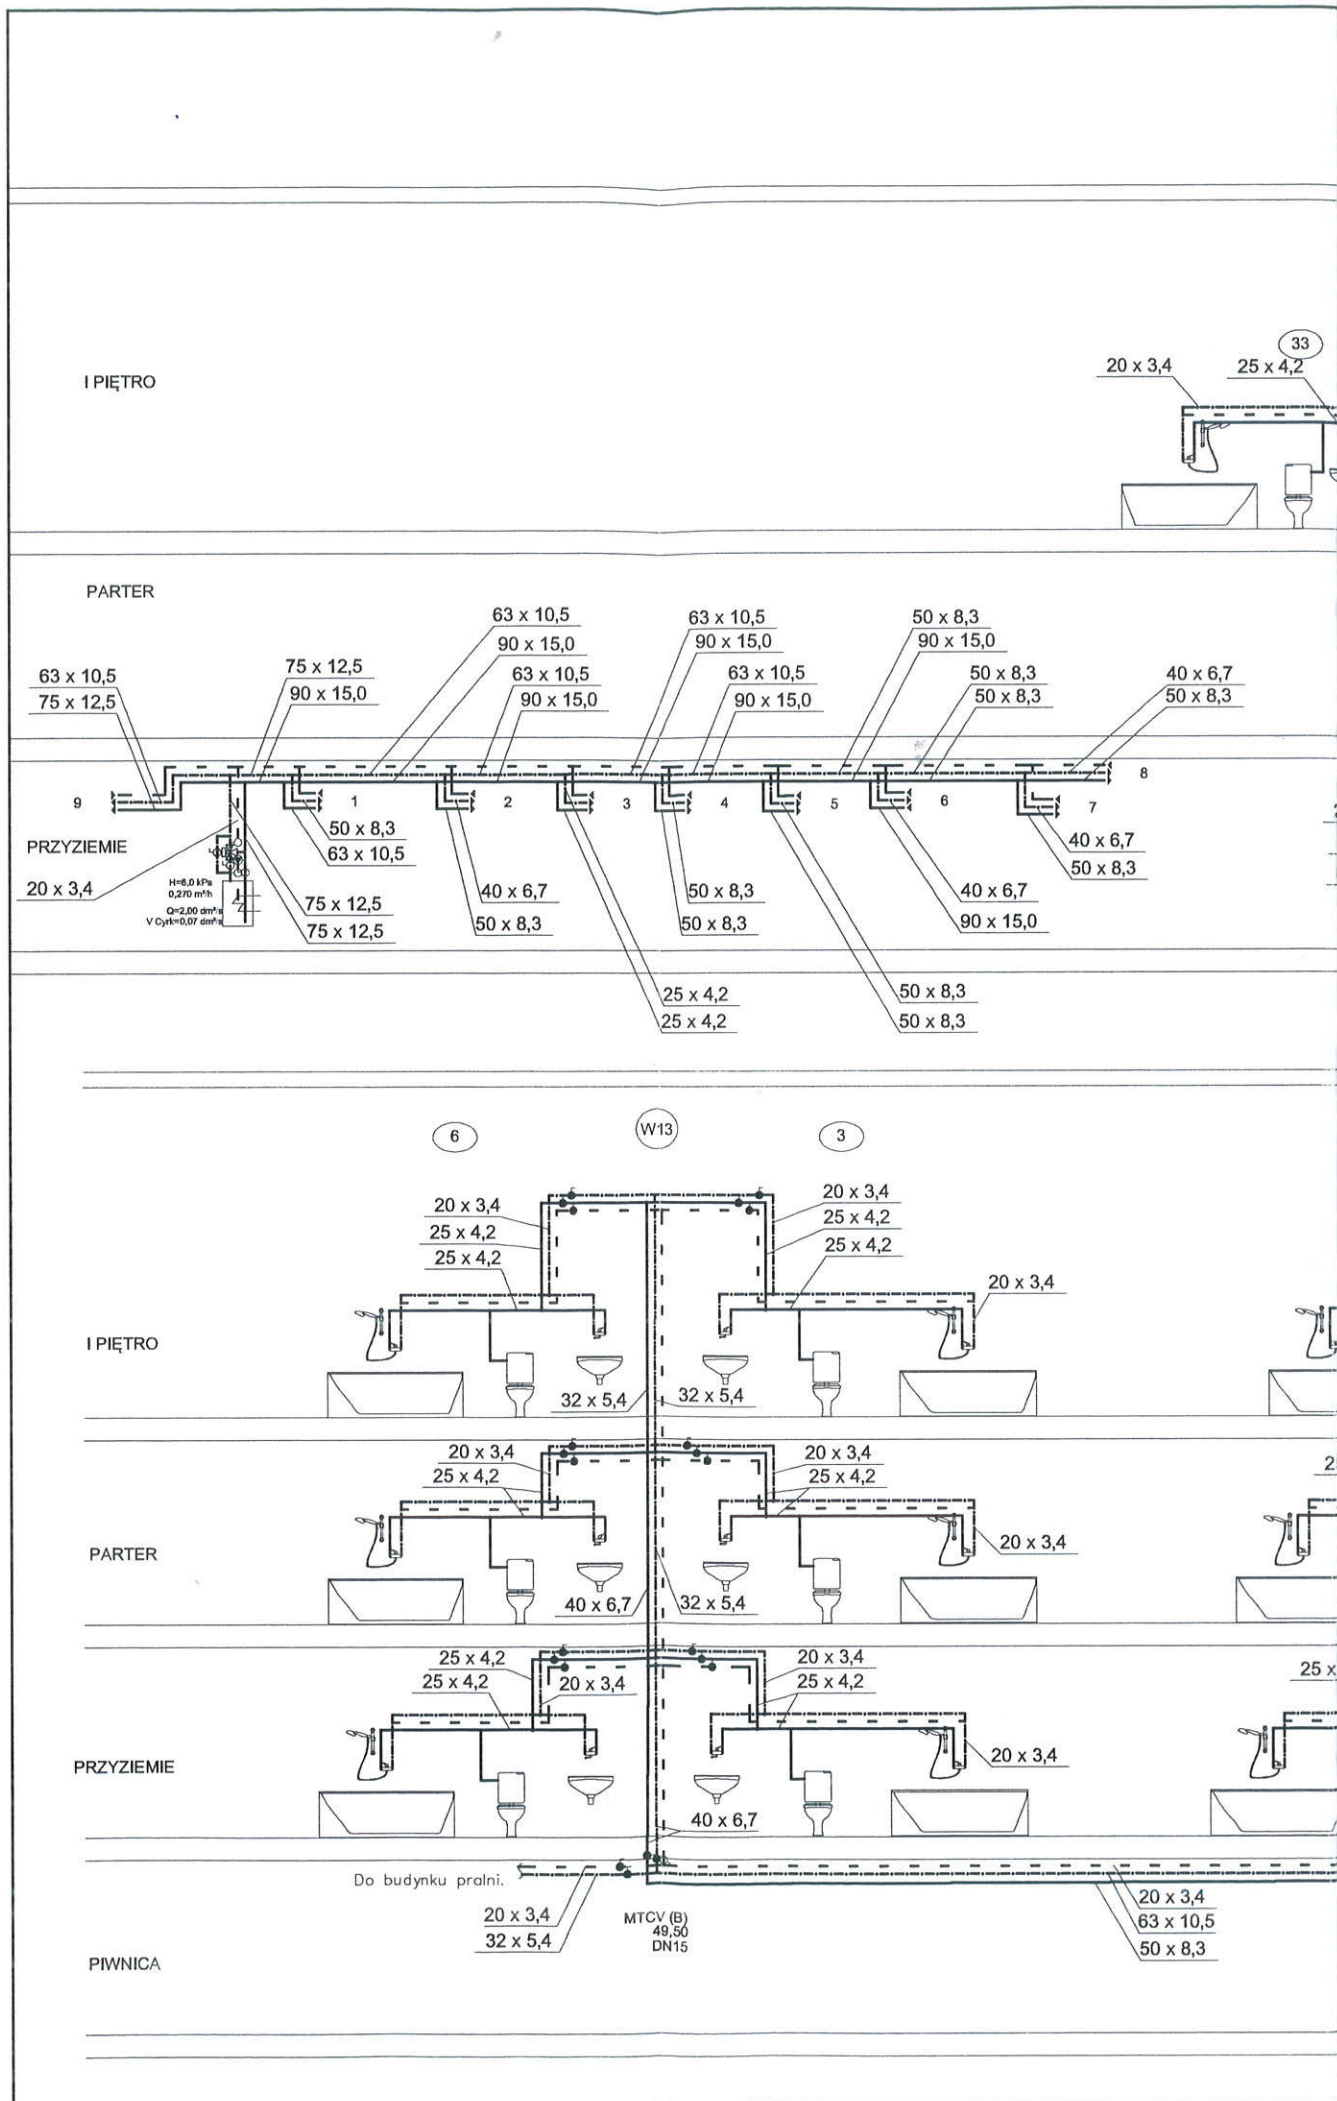 33
20 x 3,4
25 x 4,2
I PIĘTRO
PARTER
63 x 10,5
90 x 15,0
63 x 10,5
90 x 15,0
50 x 8,3
90 x 15,0
63 x 10,5
75 x 12,5
75 x 12,5
90 x 15,0
63 x 10,5
90 x 15,0
63 x 10,5
90 x 15,0
50 x 8,3
50 x 8,3
40 x 6,7
50 x 8,3
9
1
2
3
4
5
6
7
8
PRZYZIEMIE
20 x 3,4
H=6,0 kPa
0,270 m³/h
Q=2,00 dm³/s
V Cyrk=0,07 dm³/s
50 x 8,3
63 x 10,5
75 x 12,5
75 x 12,5
40 x 6,7
50 x 8,3
50 x 8,3
50 x 8,3
40 x 6,7
90 x 15,0
40 x 6,7
50 x 8,3
25 x 4,2
25 x 4,2
50 x 8,3
50 x 8,3
6
W13
3
20 x 3,4
25 x 4,2
25 x 4,2
20 x 3,4
25 x 4,2
25 x 4,2
20 x 3,4
I PIĘTRO
32 x 5,4
32 x 5,4
20 x 3,4
25 x 4,2
20 x 3,4
25 x 4,2
20 x 3,4
PARTER
40 x 6,7
32 x 5,4
25 x 4,2
25 x 4,2
20 x 3,4
20 x 3,4
25 x 4,2
25 x
20 x 3,4
PRZYZIEMIE
40 x 6,7
Do budynku pralni.
20 x 3,4
32 x 5,4
MTCV (B)
49,50
DN15
20 x 3,4
63 x 10,5
50 x 8,3
PIWNICA